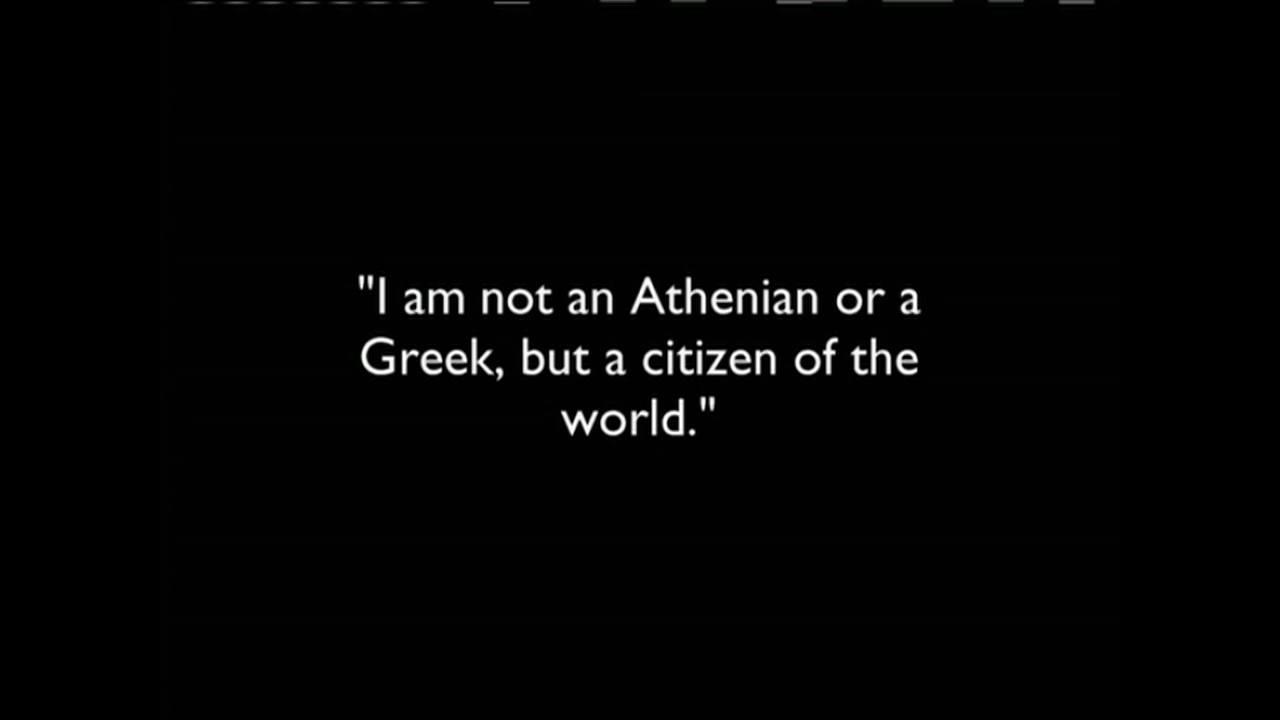 "I am not an Athenian or a
Greek, but a citizen of the
world."